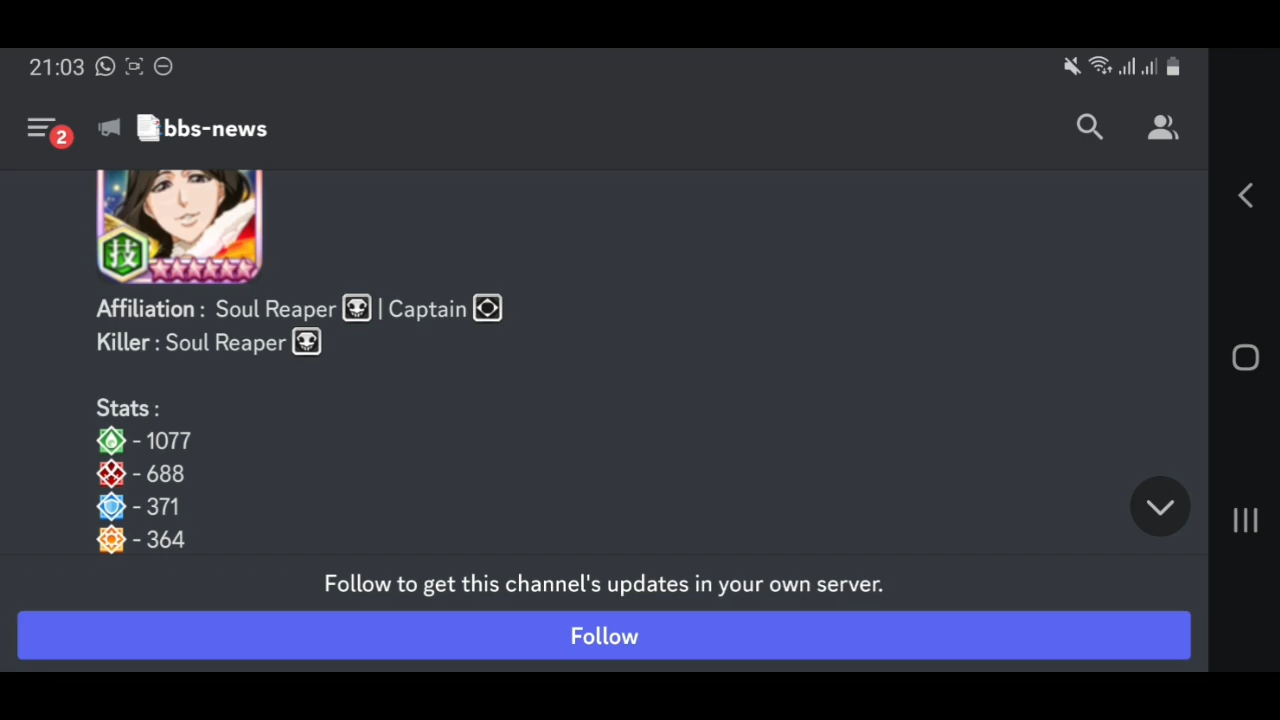 21:03
2
bbs-news
技
Affiliation : Soul Reaper | Captain
Killer : Soul Reaper
Stats :
- 1077
- 688
- 371
- 364
Follow to get this channel's updates in your own server.
Follow